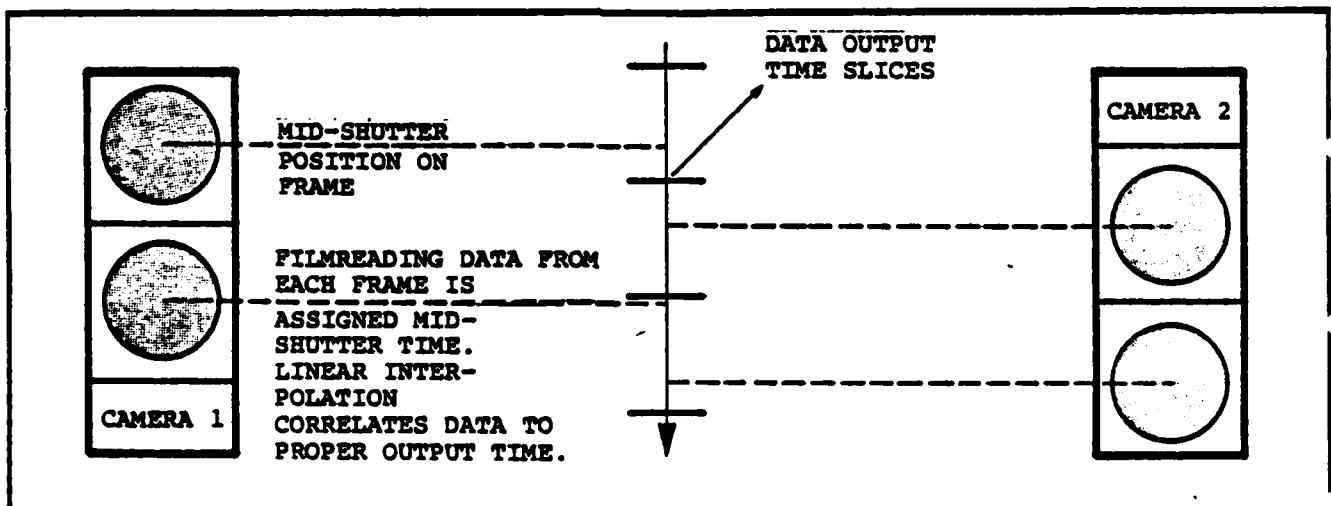 DATA OUTPUT
TIME SLICES
CAMERA 2
MID-SHUTTER
POSITION ON
FRAME
FILMREADING DATA FROM
EACH FRAME IS
ASSIGNED MID-
SHUTTER TIME.
LINEAR INTER-
POLATION
CORRELATES DATA TO
PROPER OUTPUT TIME.
CAMERA 1